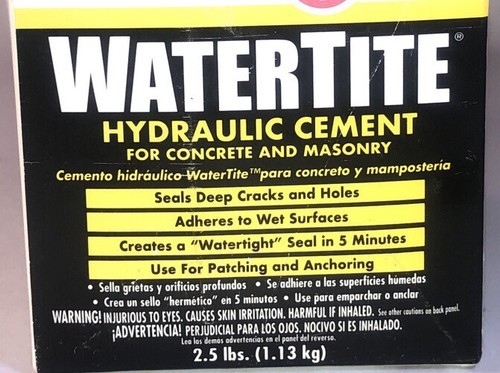 WATERTITE®
HYDRAULIC CEMENT
FOR CONCRETE AND MASONRY
Cemento hidráulico WaterTite™ para concreto y mampostería
Seals Deep Cracks and Holes
Adheres to Wet Surfaces
Creates a "Watertight" Seal in 5 Minutes
Use For Patching and Anchoring
• Sella grietas y orificios profundos • Se adhiere a las superficies húmedas
• Crea un sello "hermético" en 5 minutos • Use para emparchar o anclar
WARNING! INJURIOUS TO EYES. CAUSES SKIN IRRITATION. HARMFUL IF INHALED. See other cautions on back panel.
¡ADVERTENCIA! PERJUDICIAL PARA LOS OJOS. NOCIVO SI ES INHALADO.
Lea las demás advertencias en el panel del reverso.
2.5 lbs. (1.13 kg)